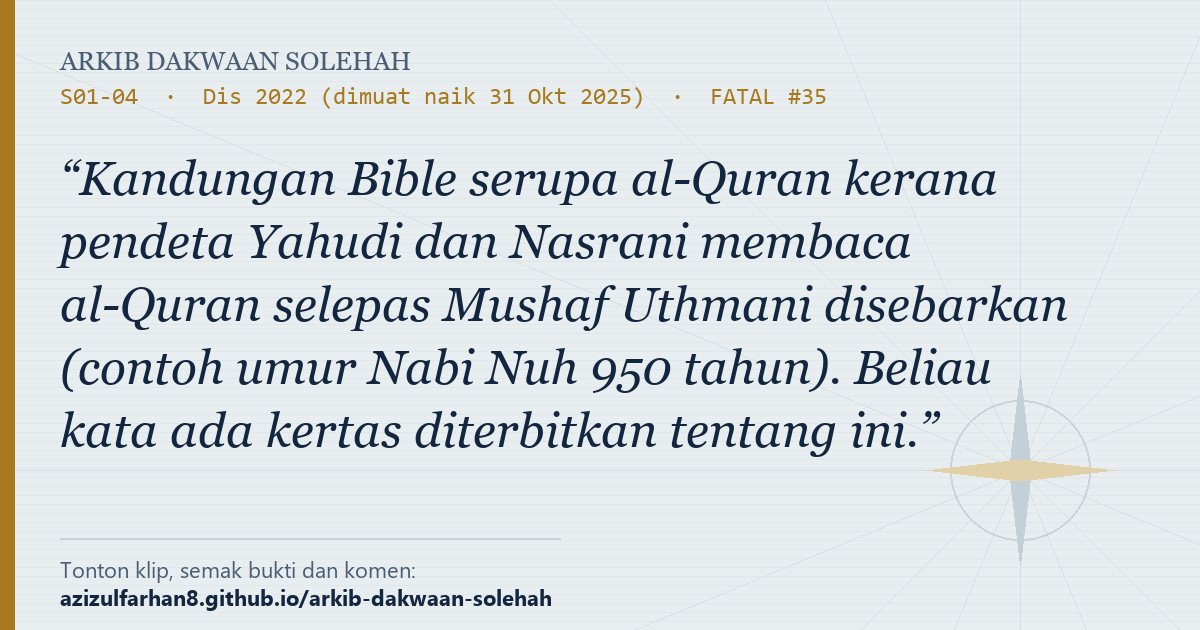 ARKIB DAKWAAN SOLEHAH
S01-04 · Dis 2022 (dimuat naik 31 Okt 2025) · FATAL #35
“Kandungan Bible serupa al-Quran kerana
pendeta Yahudi dan Nasrani membaca
al-Quran selepas Mushaf Uthmani disebarkan
(contoh umur Nabi Nuh 950 tahun). Beliau
kata ada kertas diterbitkan tentang ini.”
Tonton klip, semak bukti dan komen:
azizulfarhan8.github.io/arkib-dakwaan-solehah